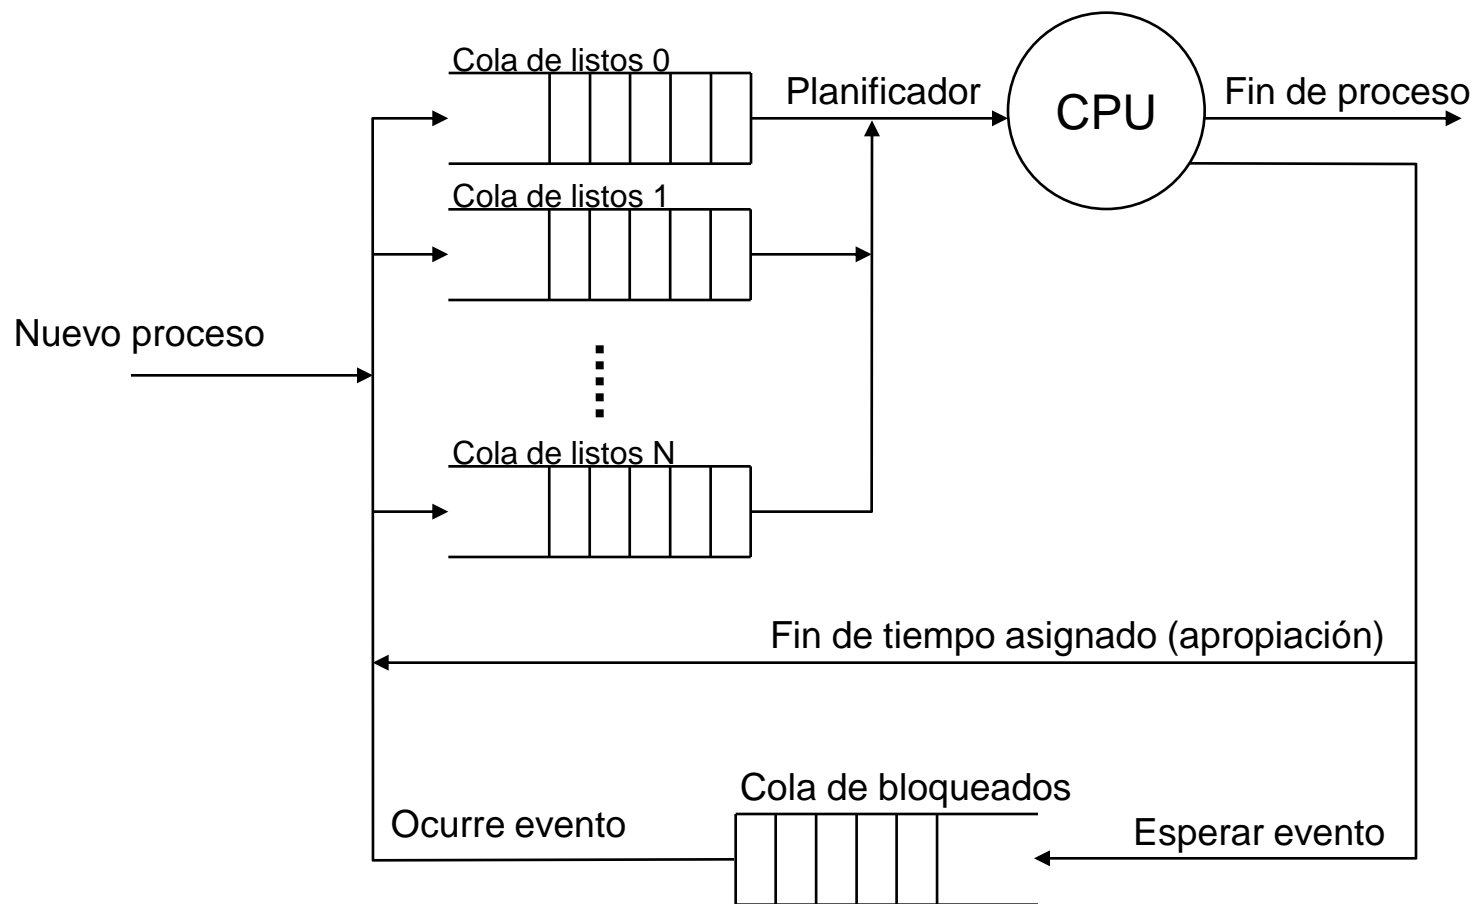 Cola de listos 0
Planificador
CPU
Fin de proceso
Cola de listos 1
Nuevo proceso
Cola de listos N
Fin de tiempo asignado (apropiación)
Cola de bloqueados
Ocurre evento
Esperar evento